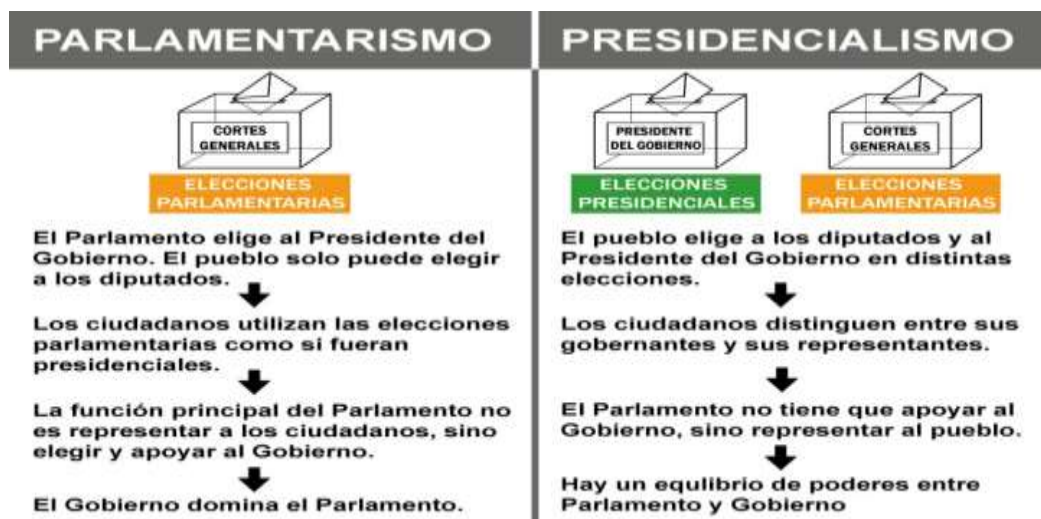 PARLAMENTARISMO
CORTES
GENERALES
ELECCIONES
PARLAMENTARIAS
El Parlamento elige al Presidente del
Gobierno. El pueblo solo puede elegir
a los diputados.
Los ciudadanos utilizan las elecciones
parlamentarias como si fueran
presidenciales.
La función principal del Parlamento no
es representar a los ciudadanos, sino
elegir y apoyar al Gobierno.
El Gobierno domina el Parlamento.
PRESIDENCIALISMO
PRESIDENTE
DEL GOBIERNO
ELECCIONES
PRESIDENCIALES
CORTES
GENERALES
ELECCIONES
PARLAMENTARIAS
El pueblo elige a los diputados y al
Presidente del Gobierno en distintas
elecciones.
Los ciudadanos distinguen entre sus
gobernantes y sus representantes.
El Parlamento no tiene que apoyar al
Gobierno, sino representar al pueblo.
Hay un equlibrio de poderes entre
Parlamento y Gobierno